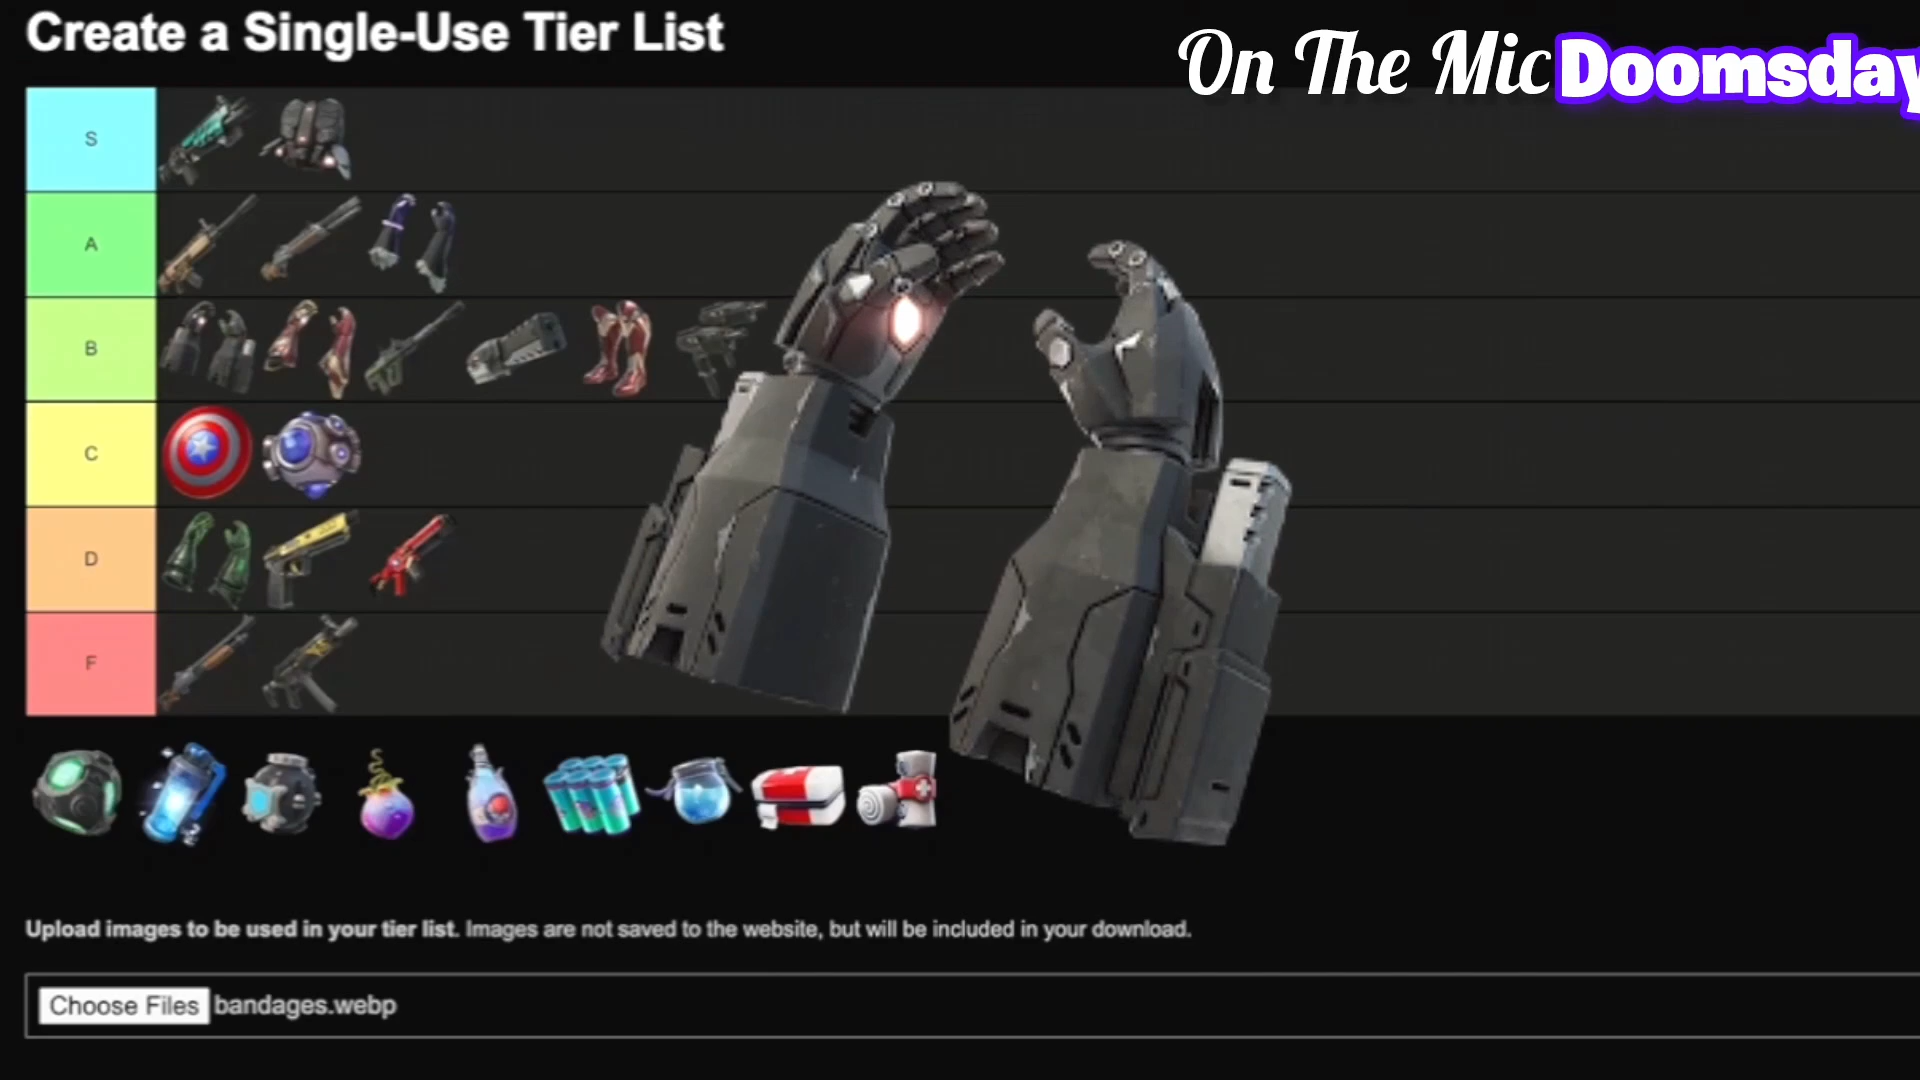 Create a Single-Use Tier List
On The Mic Doomsday
S
A
B
C
D
F
Upload images to be used in your tier list. Images are not saved to the website, but will be included in your download.
Choose Files bandages.webp